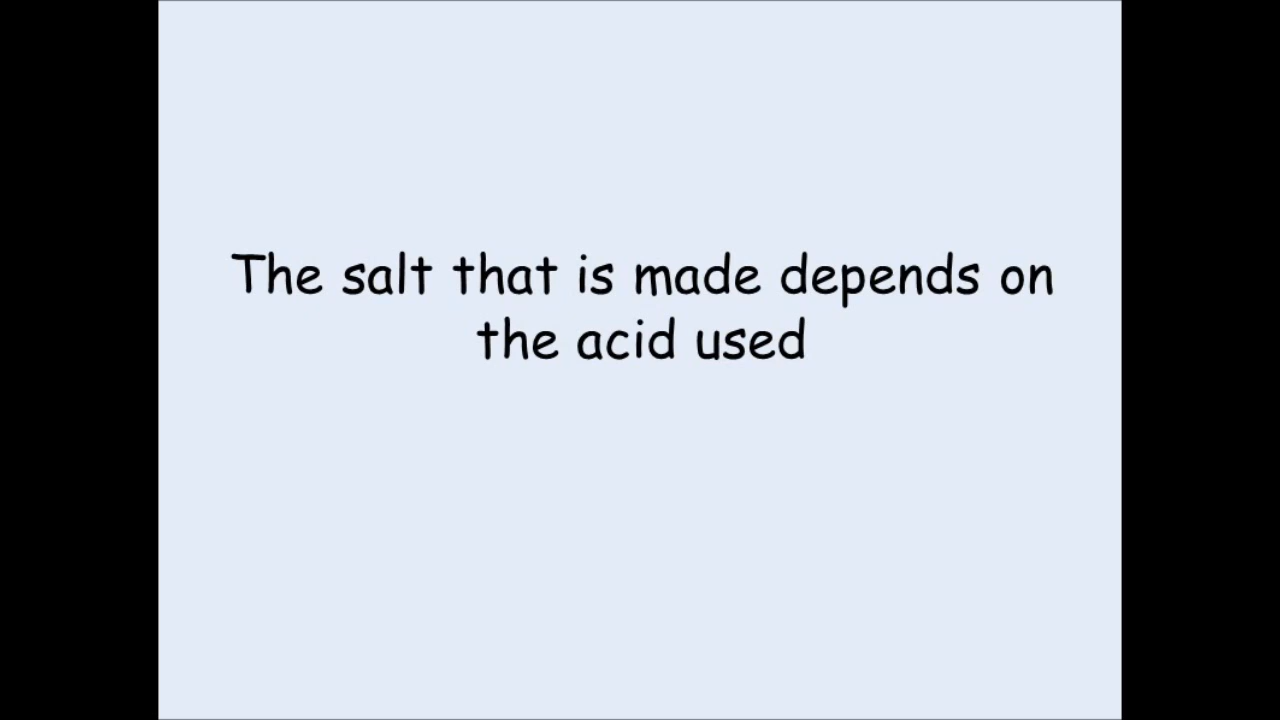 The salt that is made depends on
the acid used